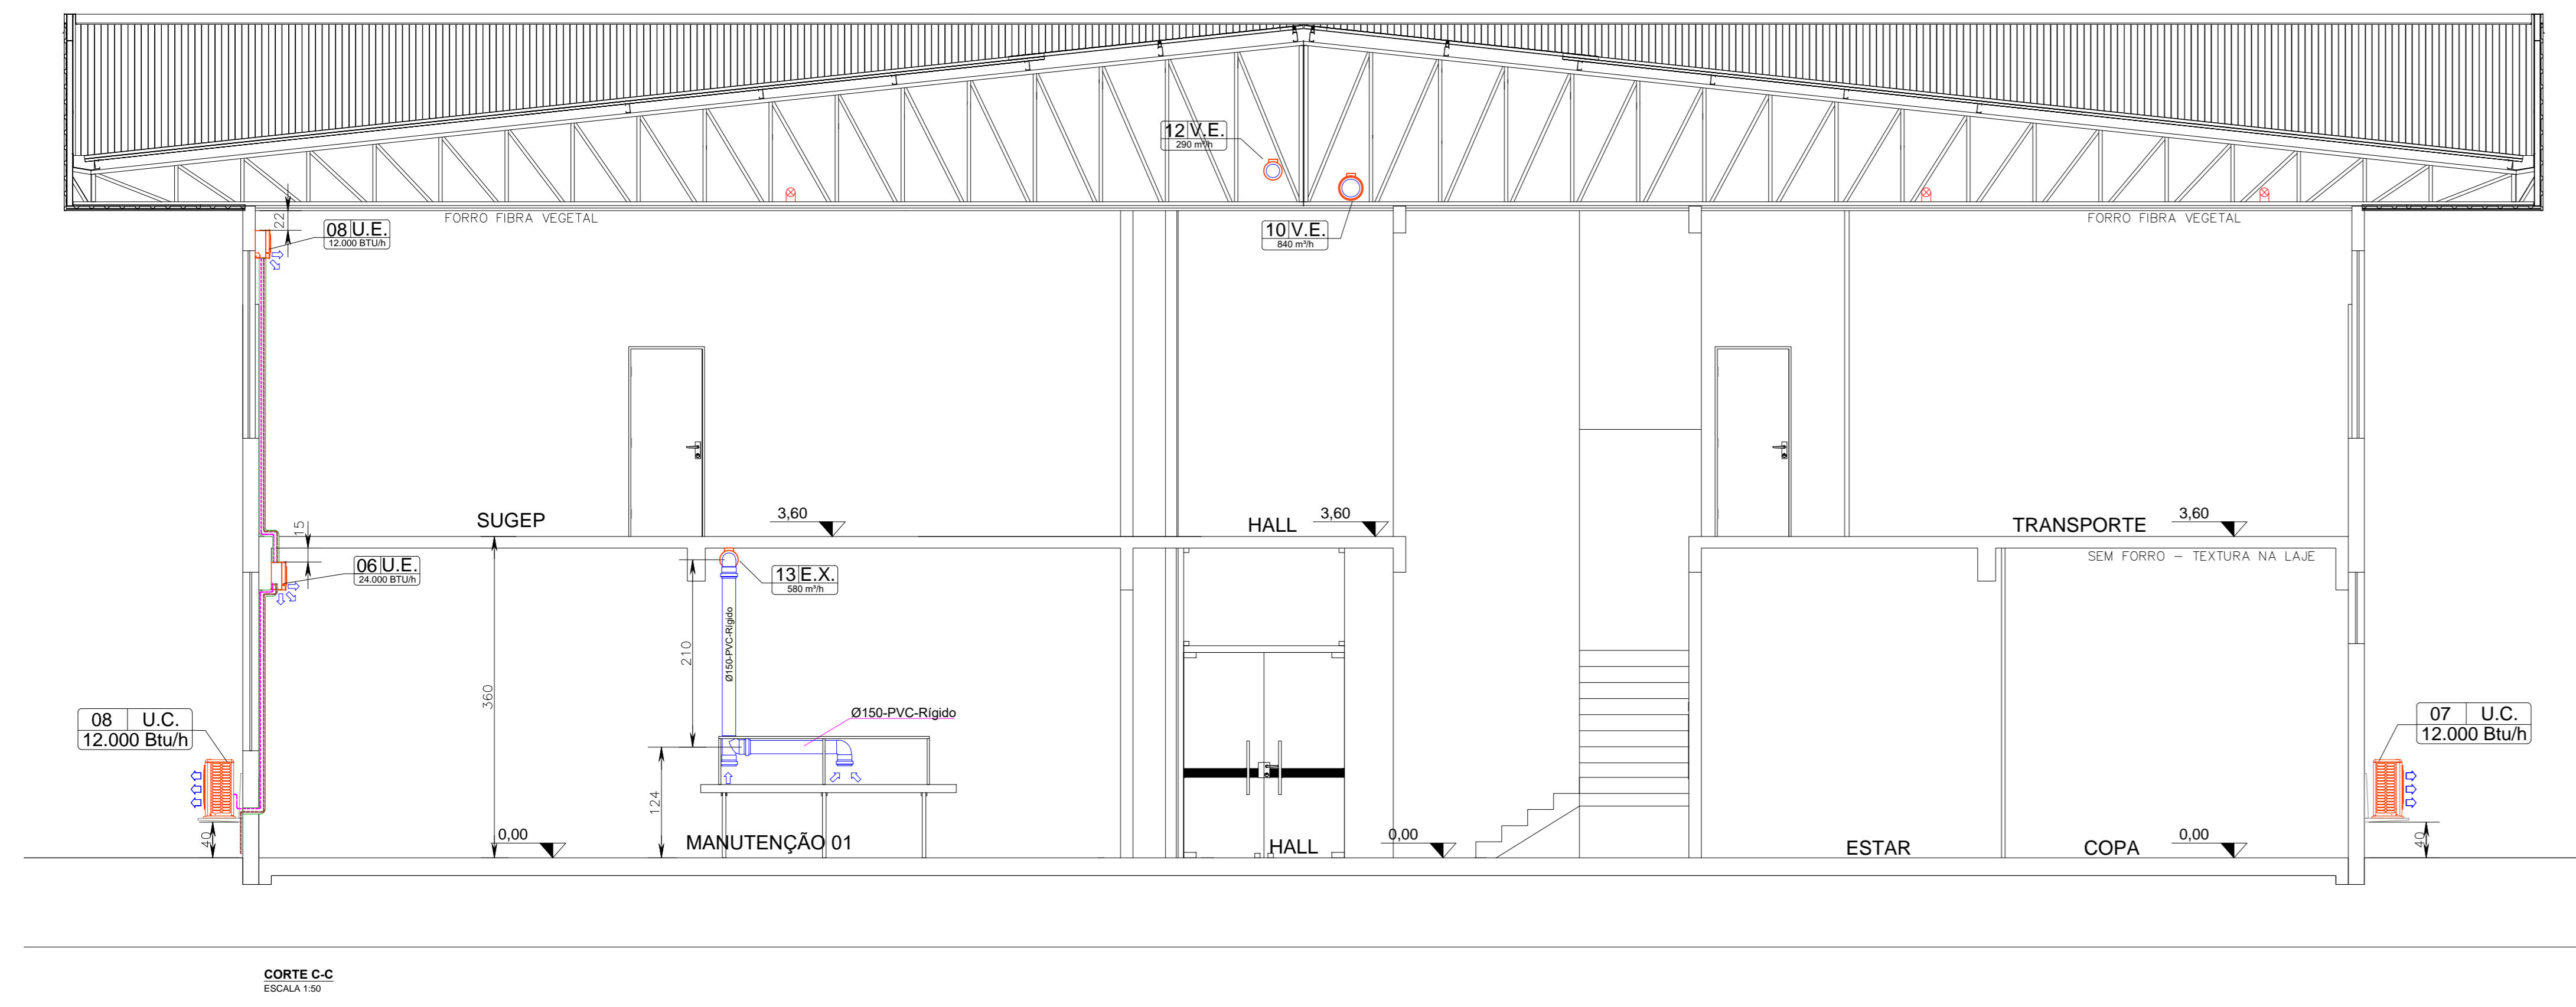 12 V.E.
290 m³/h
FORRO FIBRA VEGETAL
FORRO FIBRA VEGETAL
22
08 U.E.
12.000 BTU/h
10 V.E.
840 m³/h
SUGEP
3,60
HALL
3,60
TRANSPORTE
3,60
15
SEM FORRO – TEXTURA NA LAJE
06 U.E.
24.000 BTU/h
13 E.X.
580 m³/h
Ø150-PVC-Rígido
210
360
Ø150-PVC-Rígido
08 U.C.
12.000 Btu/h
07 U.C.
12.000 Btu/h
124
40
0,00
MANUTENÇÃO 01
HALL
0,00
ESTAR
COPA
0,00
40
CORTE C-C
ESCALA 1:50